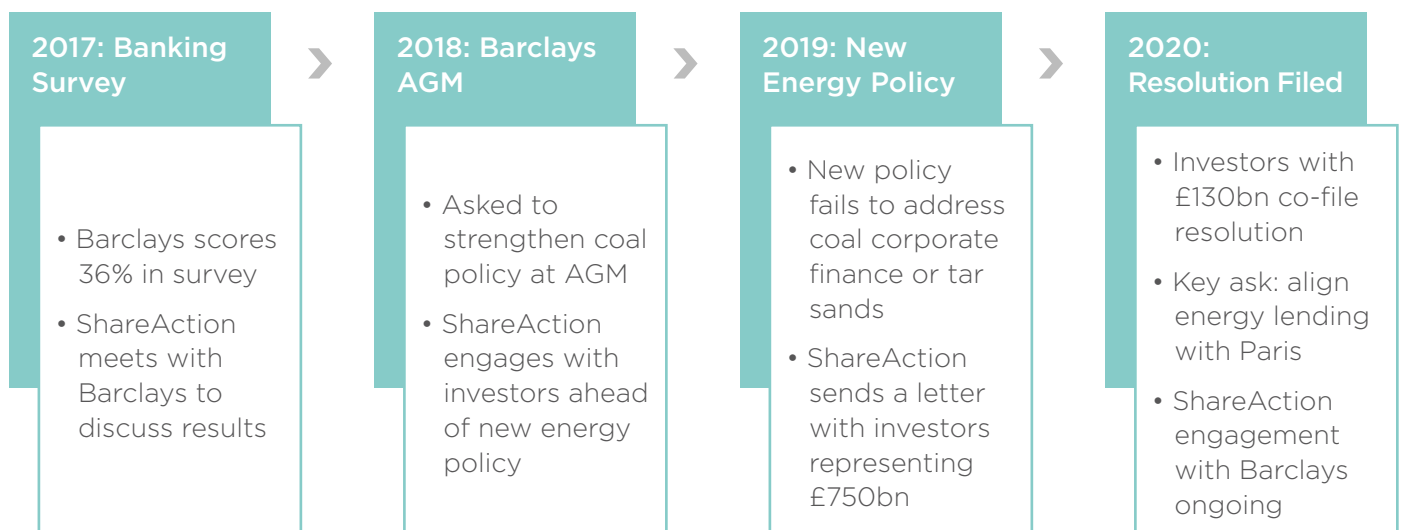 2017: Banking
Survey
• Barclays scores
36% in survey
• ShareAction
meets with
Barclays to
discuss results
2018: Barclays
AGM
• Asked to
strengthen coal
policy at AGM
• ShareAction
engages with
investors ahead
of new energy
policy
2019: New
Energy Policy
• New policy
fails to address
coal corporate
finance or tar
sands
• ShareAction
sends a letter
with investors
representing
£750bn
2020:
Resolution Filed
• Investors with
£130bn co-file
resolution
• Key ask: align
energy lending
with Paris
• ShareAction
engagement
with Barclays
ongoing